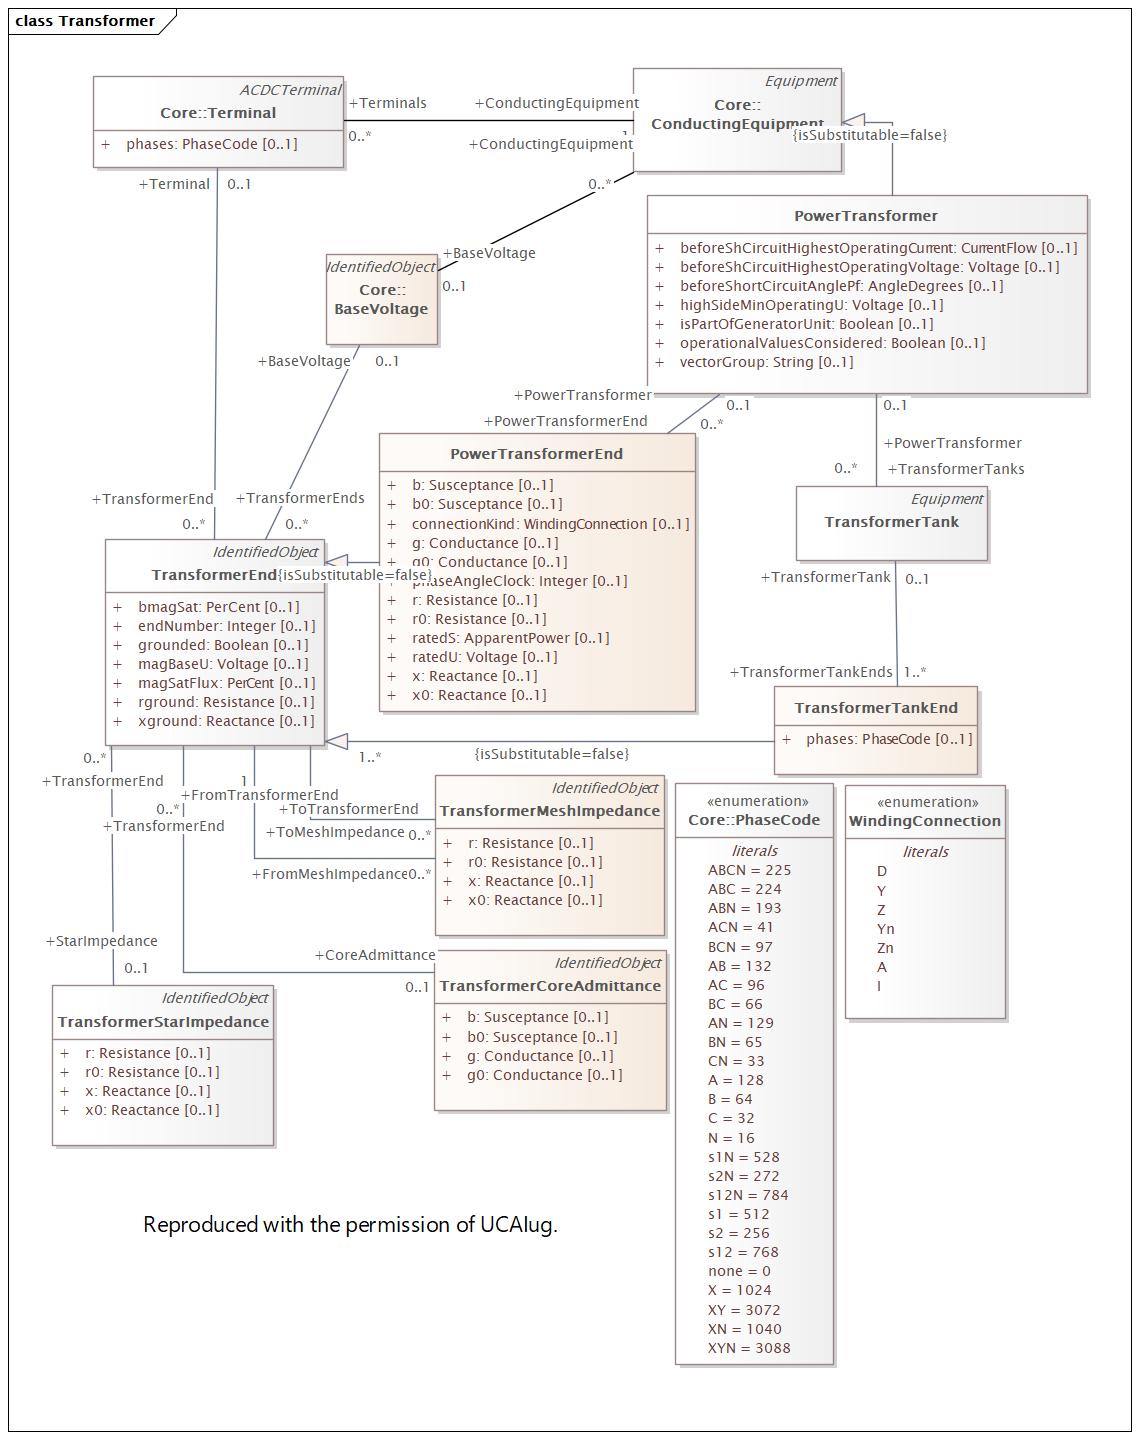 class Transformer
ACDCTerminal
Core::Terminal
+ phases: PhaseCode [0..1]
+Terminals
0..*
+ConductingEquipment
1
+ConductingEquipment
0..*
Equipment
Core::
ConductingEquipment
{isSubstitutable=false}
+Terminal 0..1
PowerTransformer
+ beforeShCircuitHighestOperatingCurrent: CurrentFlow [0..1]
+ beforeShCircuitHighestOperatingVoltage: Voltage [0..1]
+ beforeShortCircuitAnglePf: AngleDegrees [0..1]
+ highSideMinOperatingU: Voltage [0..1]
+ isPartOfGeneratorUnit: Boolean [0..1]
+ operationalValuesConsidered: Boolean [0..1]
+ vectorGroup: String [0..1]
+BaseVoltage
0..1
IdentifiedObject
Core::
BaseVoltage
+BaseVoltage 0..1
+PowerTransformer
0..1
+PowerTransformerEnd
0..*
0..1
+PowerTransformer
0..*
+TransformerTanks
PowerTransformerEnd
+ b: Susceptance [0..1]
+ b0: Susceptance [0..1]
+ connectionKind: WindingConnection [0..1]
+ g: Conductance [0..1]
+ g0: Conductance [0..1]
+ phaseAngleClock: Integer [0..1]
+ r: Resistance [0..1]
+ r0: Resistance [0..1]
+ ratedS: ApparentPower [0..1]
+ ratedU: Voltage [0..1]
+ x: Reactance [0..1]
+ x0: Reactance [0..1]
Equipment
TransformerTank
+TransformerTank 0..1
+TransformerTankEnds 1..*
+TransformerEnd
0..*
+TransformerEnds
0..*
IdentifiedObject
TransformerEnd
{isSubstitutable=false}
+ bmagSat: PerCent [0..1]
+ endNumber: Integer [0..1]
+ grounded: Boolean [0..1]
+ magBaseU: Voltage [0..1]
+ magSatFlux: PerCent [0..1]
+ rground: Resistance [0..1]
+ xground: Reactance [0..1]
TransformerTankEnd
+ phases: PhaseCode [0..1]
{isSubstitutable=false}
1..*
0..*
+TransformerEnd
1
+FromTransformerEnd
0..*
+TransformerEnd
+ToTransformerEnd
+ToMeshImpedance 0..*
+FromMeshImpedance 0..*
IdentifiedObject
TransformerMeshImpedance
+ r: Resistance [0..1]
+ r0: Resistance [0..1]
+ x: Reactance [0..1]
+ x0: Reactance [0..1]
+StarImpedance
0..1
+CoreAdmittance
0..1
IdentifiedObject
TransformerCoreAdmittance
+ b: Susceptance [0..1]
+ b0: Susceptance [0..1]
+ g: Conductance [0..1]
+ g0: Conductance [0..1]
IdentifiedObject
TransformerStarImpedance
+ r: Resistance [0..1]
+ r0: Resistance [0..1]
+ x: Reactance [0..1]
+ x0: Reactance [0..1]
«enumeration»
Core::PhaseCode
literals
ABCN = 225
ABC = 224
ABN = 193
ACN = 41
BCN = 97
AB = 132
AC = 96
BC = 66
AN = 129
BN = 65
CN = 33
A = 128
B = 64
C = 32
N = 16
s1N = 528
s2N = 272
s12N = 784
s1 = 512
s2 = 256
s12 = 768
none = 0
X = 1024
XY = 3072
XN = 1040
XYN = 3088
«enumeration»
WindingConnection
literals
D
Y
Z
Yn
Zn
A
I
Reproduced with the permission of UCAIug.